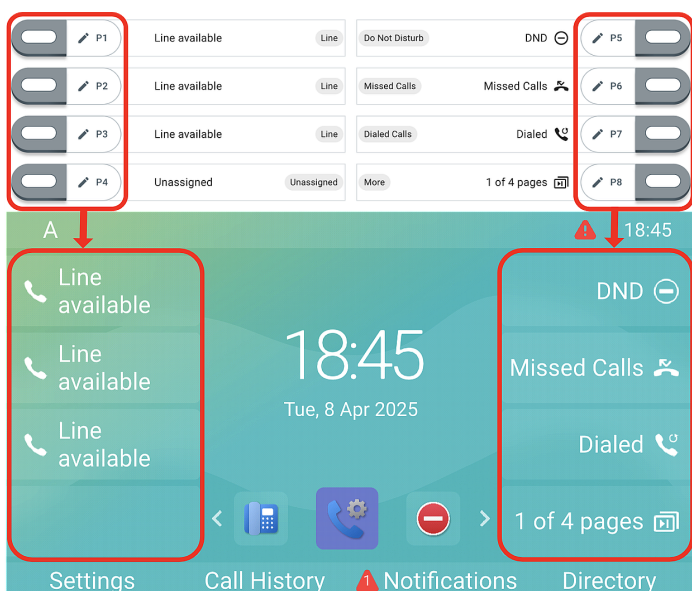 P1 Line available Line Do Not Disturb DND P5
P2 Line available Line Missed Calls Missed Calls P6
P3 Line available Line Dialed Calls Dialed P7
P4 Unassigned Unassigned More 1 of 4 pages P8
A 18:45
Line
available
DND
Line
available
Missed Calls
Line
available
Dialed
1 of 4 pages
18:45
Tue, 8 Apr 2025
Settings Call History 1 Notifications Directory